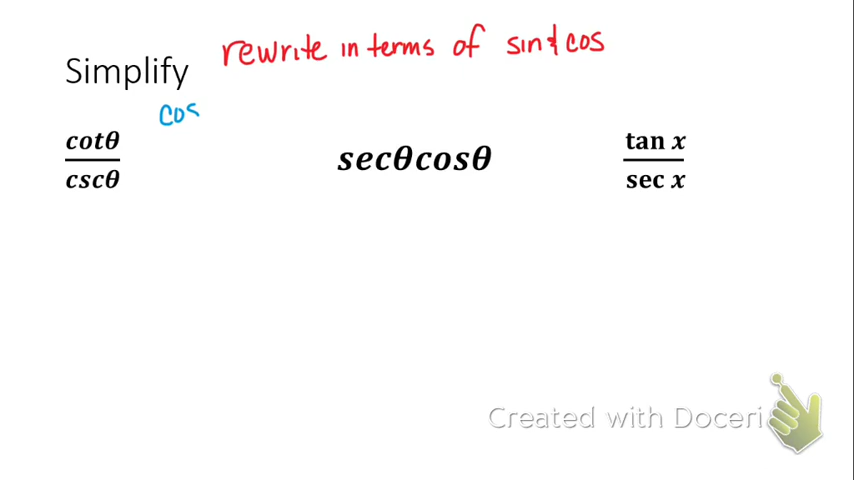 rewrite in terms of sin & cos
Simplify
cos
cotθ
cscθ
secθcosθ
tan x
sec x
Created with Doceri